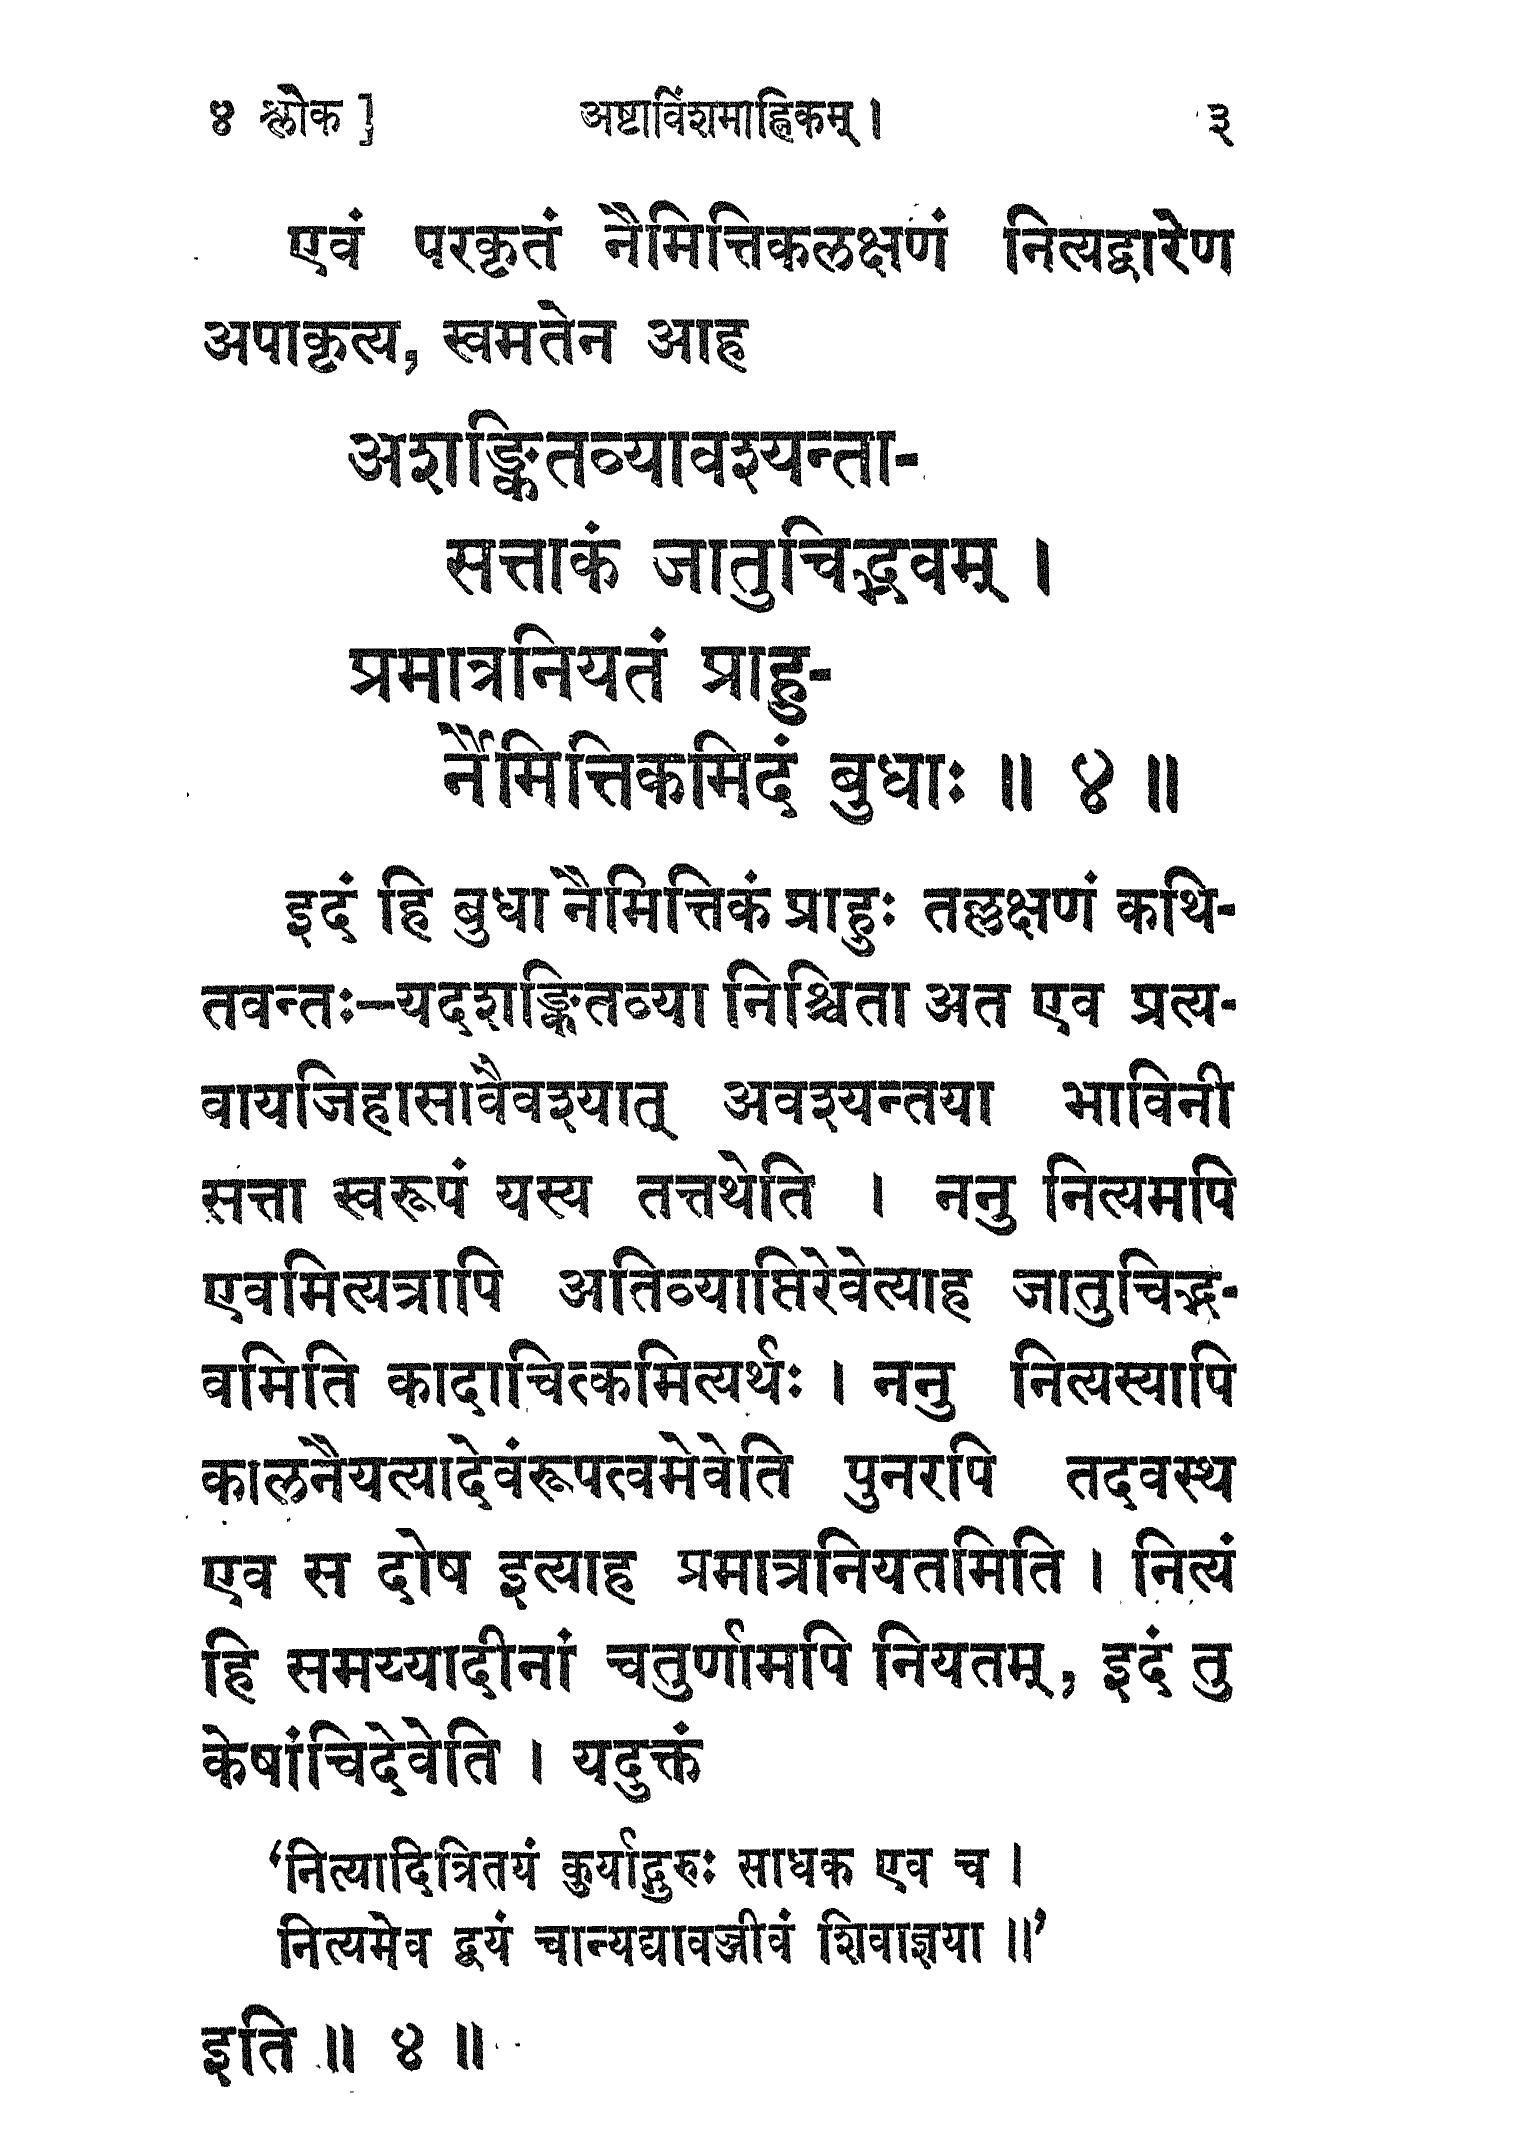 ४ श्लोक ] अष्टाविंशमाह्निकम् । ३
एवं परकृतं नैमित्तिकलक्षणं नित्यद्वारेण
अपाकृत्य, स्वमतेन आह
अशङ्कितव्यावश्यन्ता-
सत्ताकं जातुचिद्भवम् ।
प्रमात्रनियतं प्राहु-
र्नैमित्तिकमिदं बुधाः ॥ ४ ॥
इदं हि बुधा नैमित्तिकं प्राहुः तल्लक्षणं कथि-
तवन्तः—यदशङ्कितव्या निश्चिता अत एव प्रत्य-
वायजिहासावैवश्यात् अवश्यन्तया भाविनी
सत्ता स्वरूपं यस्य तत्तथेति । ननु नित्यमपि
एवमित्यत्रापि अतिव्याप्तिरेवेत्याह जातुचिद्भ-
वमिति कादाचित्कमित्यर्थः । ननु नित्यस्यापि
कालनैयत्यादेवंरूपत्वमेवेति पुनरपि तदवस्थ
एव स दोष इत्याह प्रमात्रनियतमिति । नित्यं
हि समय्यादीनां चतुर्णामपि नियतम्, इदं तु
केषांचिदेवेति । यदुक्तं
‘नित्यादित्रितयं कुर्याद्गुरुः साधक एव च ।
नित्यमेव द्वयं चान्यद्यावज्जीवं शिवाज्ञया ॥’
इति ॥ ४ ॥